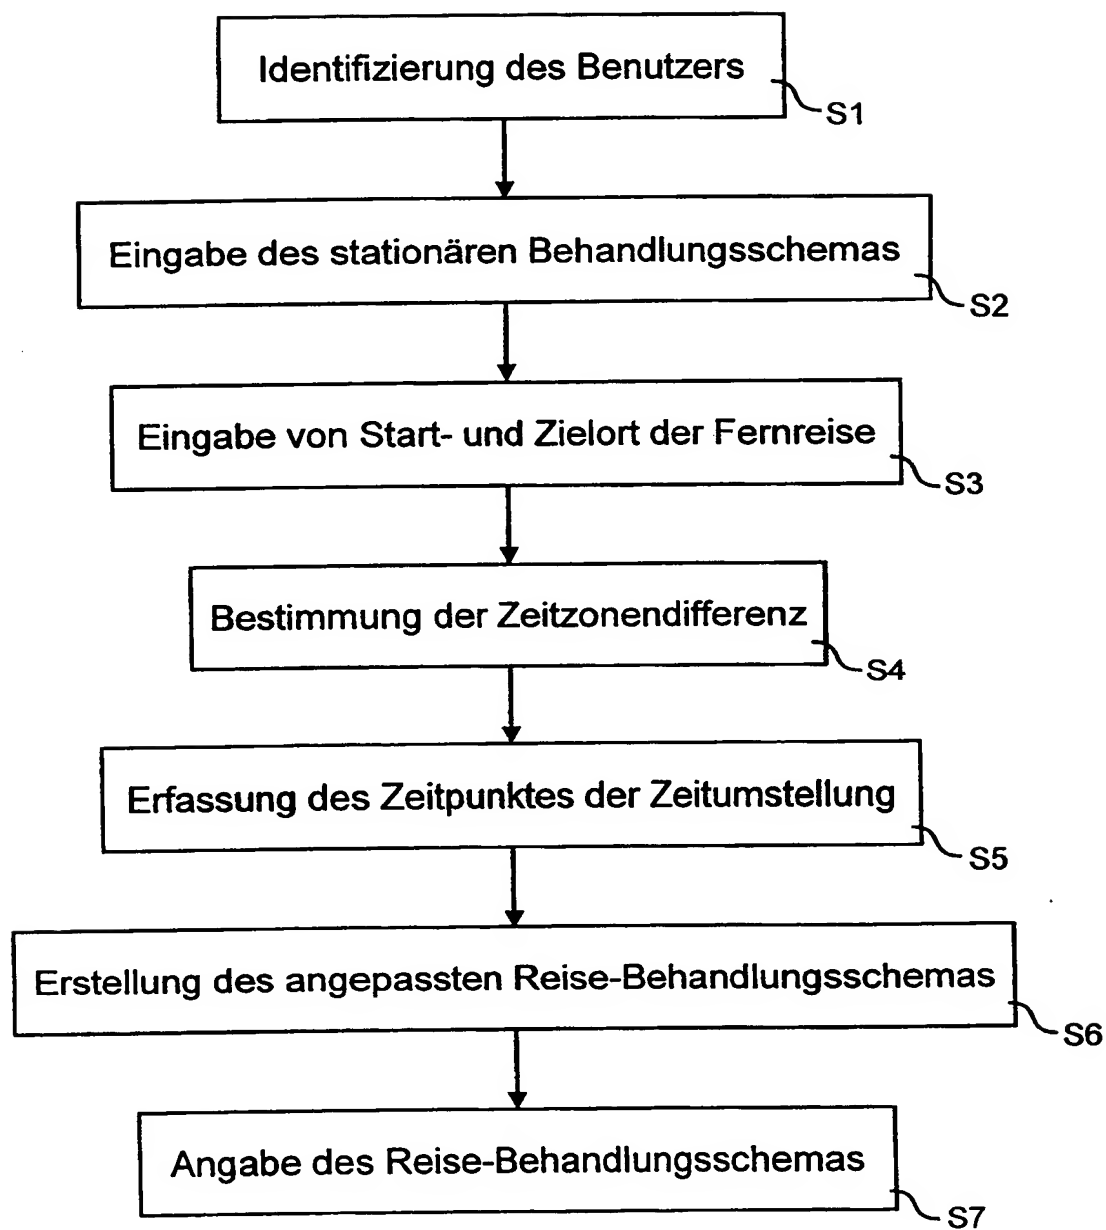 Identifizierung des Benutzers
S1
Eingabe des stationären Behandlungsschemas
S2
Eingabe von Start- und Zielort der Fernreise
S3
Bestimmung der Zeitzonendifferenz
S4
Erfassung des Zeitpunktes der Zeitumstellung
S5
Erstellung des angepassten Reise-Behandlungsschemas
S6
Angabe des Reise-Behandlungsschemas
S7